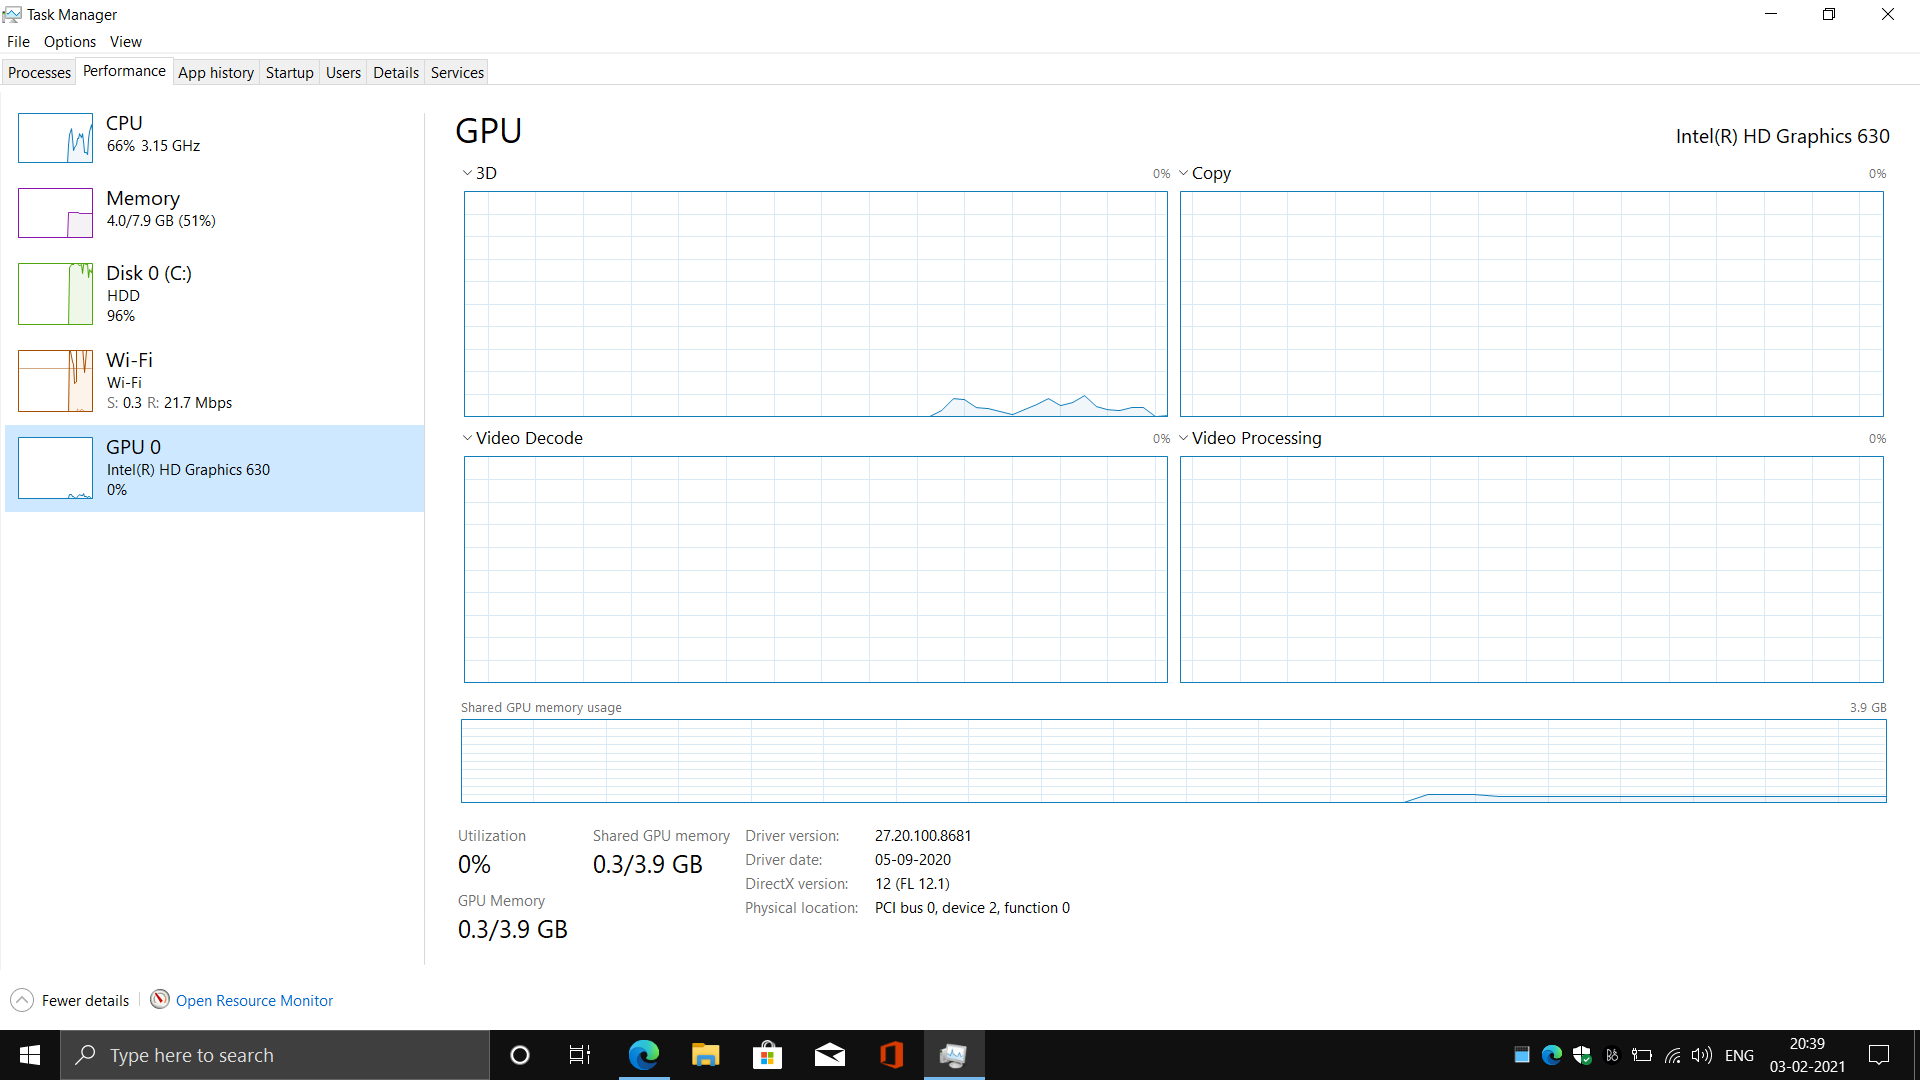 Task Manager
File Options View
Processes Performance App history Startup Users Details Services
CPU
66% 3.15 GHz
Memory
4.0/7.9 GB (51%)
Disk 0 (C:)
HDD
96%
Wi-Fi
Wi-Fi
S: 0.3 R: 21.7 Mbps
GPU 0
Intel(R) HD Graphics 630
0%
GPU
Intel(R) HD Graphics 630
3D 0%
Copy 0%
Video Decode 0%
Video Processing 0%
Shared GPU memory usage 3.9 GB
Utilization
0%
Shared GPU memory
0.3/3.9 GB
GPU Memory
0.3/3.9 GB
Driver version: 27.20.100.8681
Driver date: 05-09-2020
DirectX version: 12 (FL 12.1)
Physical location: PCI bus 0, device 2, function 0
Fewer details
Open Resource Monitor
Type here to search
ENG
20:39
03-02-2021